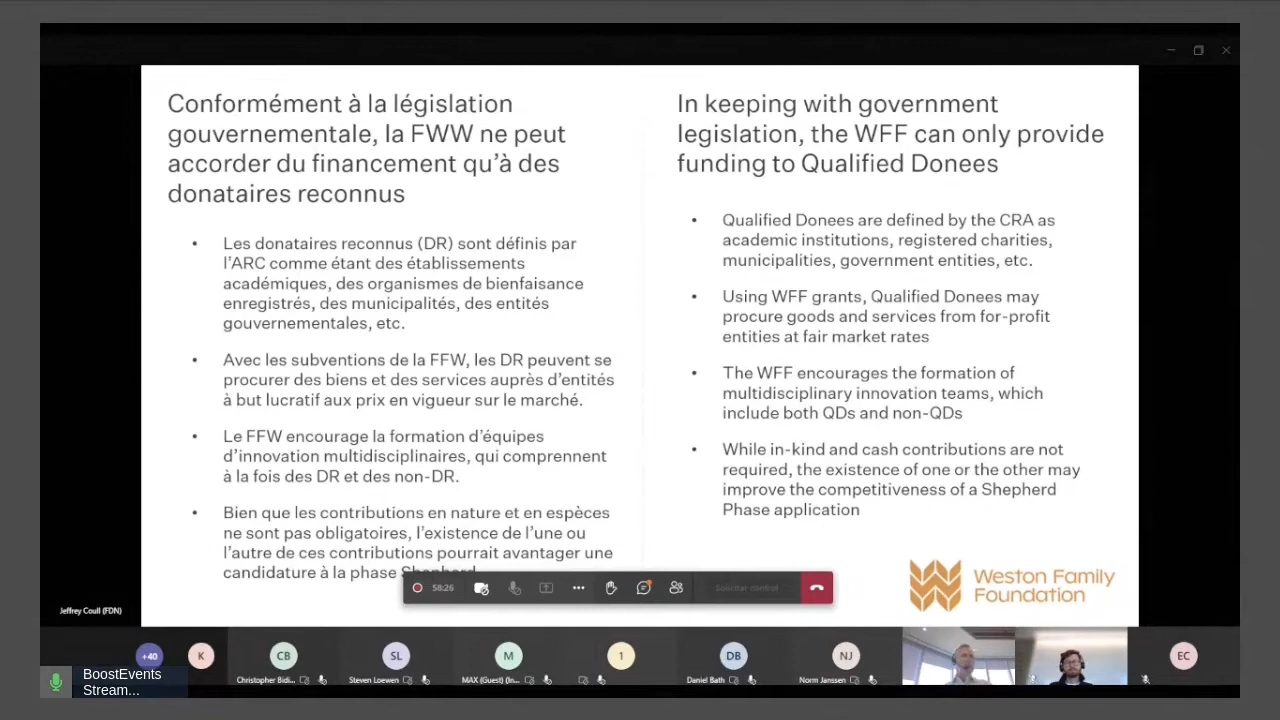 Conformément à la législation
gouvernementale, la FWW ne peut
accorder du financement qu'à des
donataires reconnus
• Les donataires reconnus (DR) sont définis par
l'ARC comme étant des établissements
académiques, des organismes de bienfaisance
enregistrés, des municipalités, des entités
gouvernementales, etc.
• Avec les subventions de la FFW, les DR peuvent se
procurer des biens et des services auprès d'entités
à but lucratif aux prix en vigueur sur le marché.
• Le FFW encourage la formation d'équipes
d'innovation multidisciplinaires, qui comprennent
à la fois des DR et des non-DR.
• Bien que les contributions en nature et en espèces
ne sont pas obligatoires, l'existence de l'une ou
l'autre de ces contributions pourrait avantager une
candidature à la phase Shepherd
In keeping with government
legislation, the WFF can only provide
funding to Qualified Donees
• Qualified Donees are defined by the CRA as
academic institutions, registered charities,
municipalities, government entities, etc.
• Using WFF grants, Qualified Donees may
procure goods and services from for-profit
entities at fair market rates
• The WFF encourages the formation of
multidisciplinary innovation teams, which
include both QDs and non-QDs
• While in-kind and cash contributions are not
required, the existence of one or the other may
improve the competitiveness of a Shepherd
Phase application
Weston Family
Foundation
58:26
Solicitar control
Jeffrey Coull (FDN)
+40
K
CB
SL
M
1
DB
NJ
EC
Christopher Bidi...
Steven Loewen
MAX (Guest) (In...
Daniel Bath
Norm Janssen
BoostEvents
Stream...